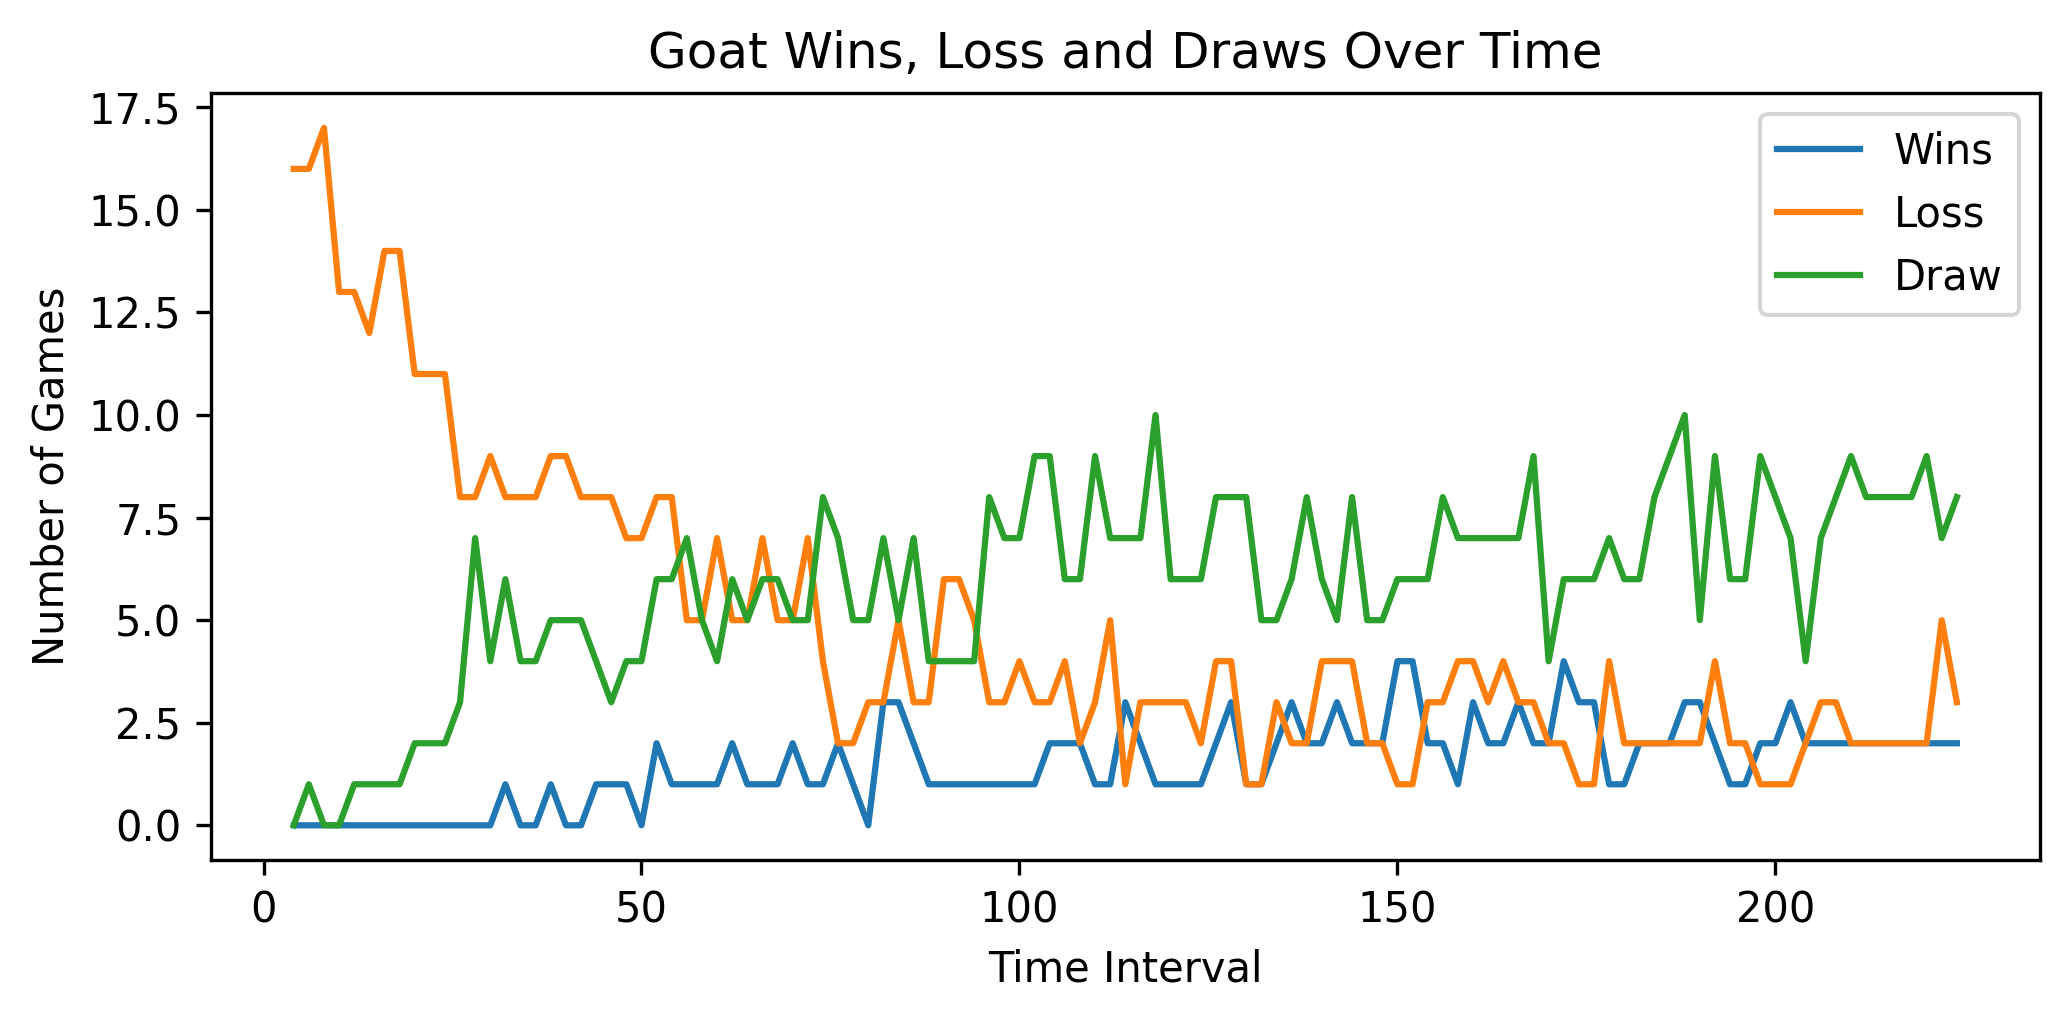 Goat Wins, Loss and Draws Over Time
17.5
15.0
12.5
10.0
7.5
5.0
2.5
0.0
Number of Games
Wins
Loss
Draw
0 50 100 150 200
Time Interval